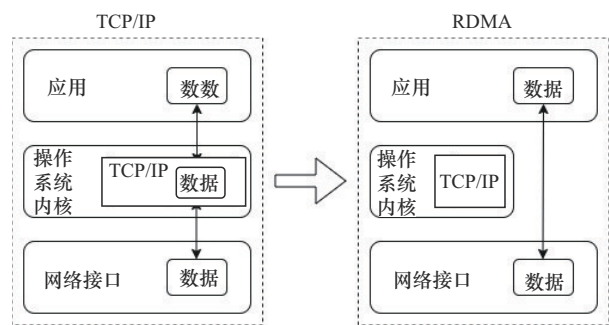 TCP/IP
应用
数数
操作
系统
内核
TCP/IP
数据
网络接口
数据
RDMA
应用
数据
操作
系统
内核
TCP/IP
网络接口
数据